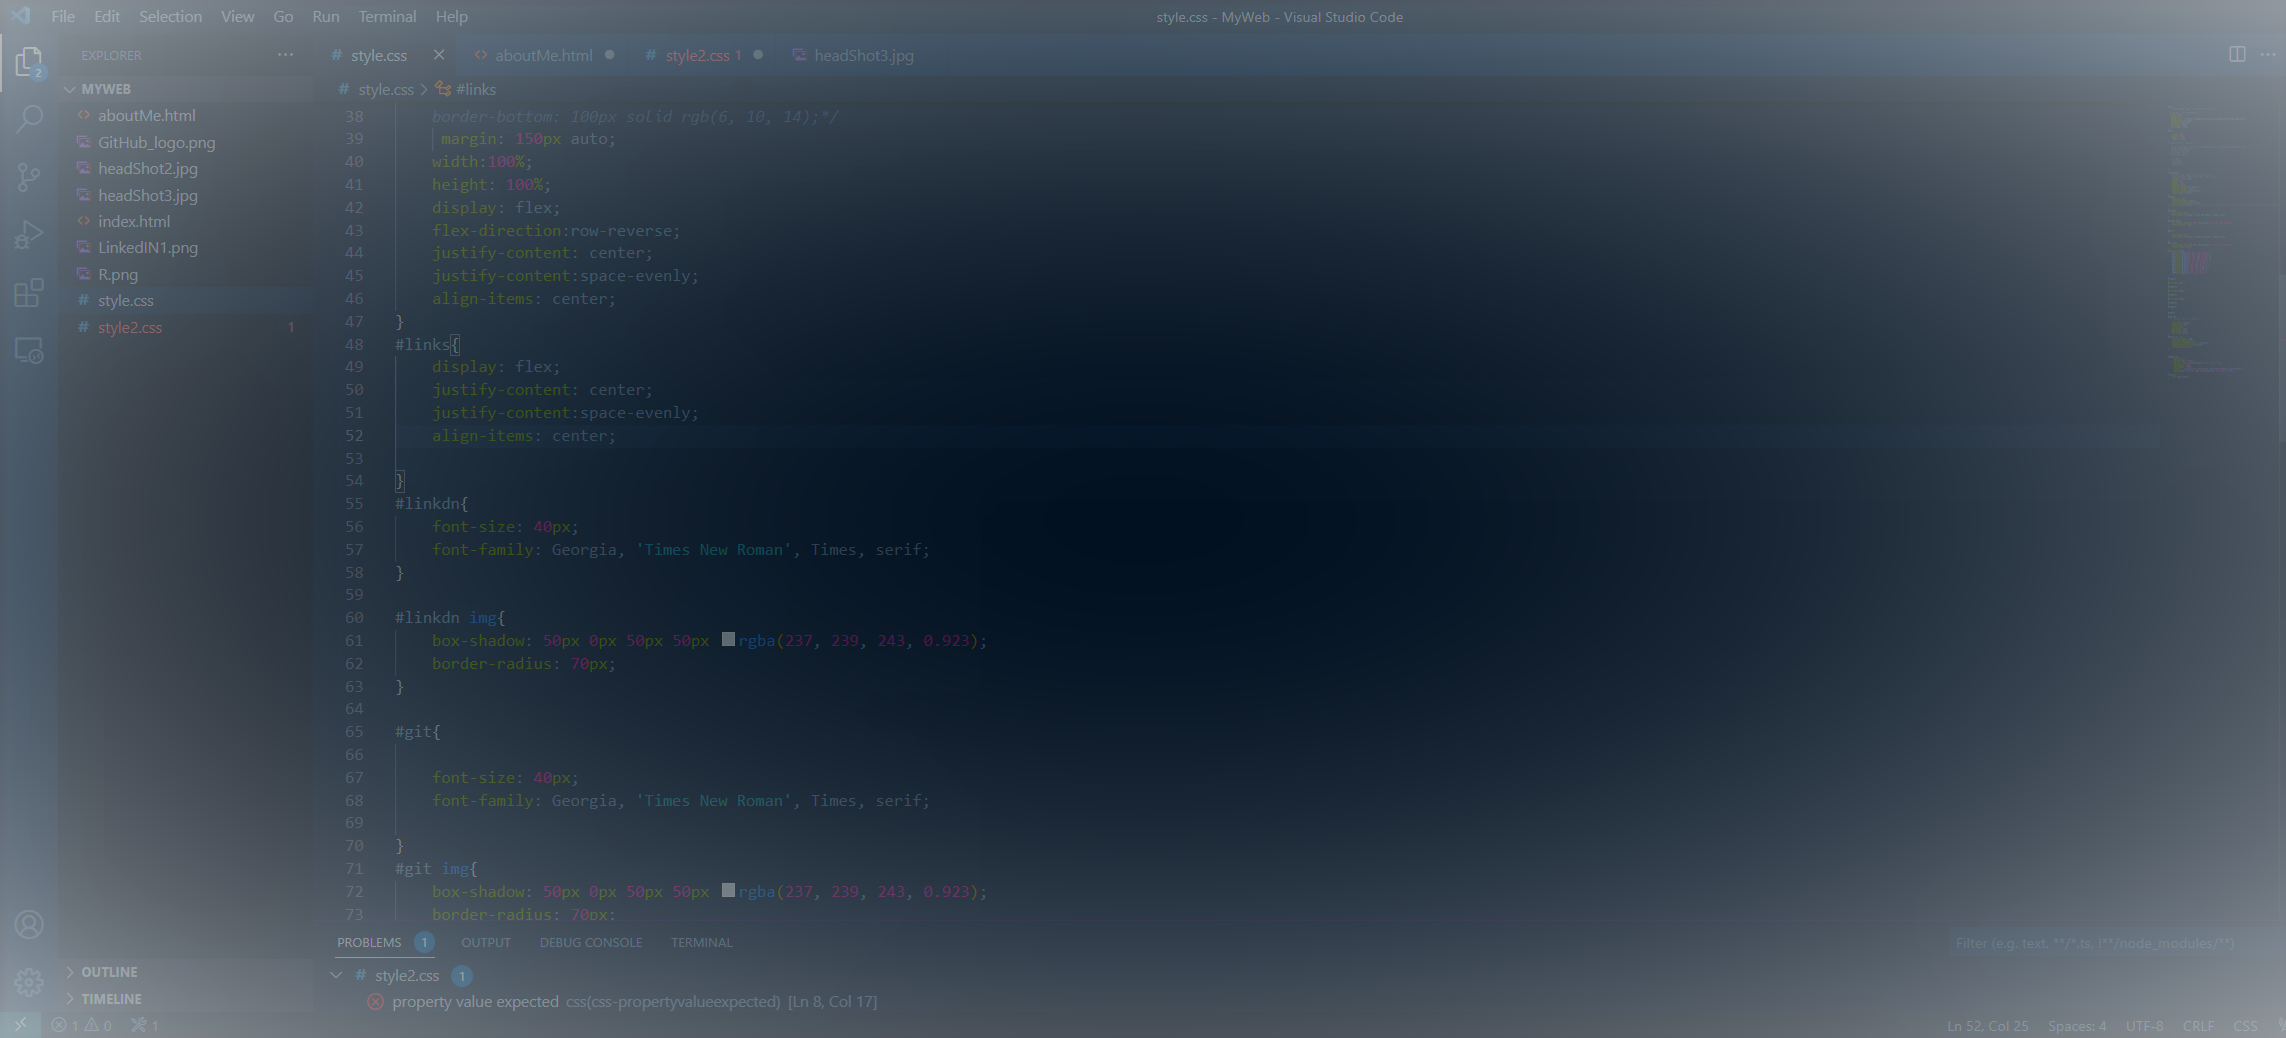 File Edit Selection View Go Run Terminal Help
style.css - MyWeb - Visual Studio Code
EXPLORER
style.css
aboutMe.html
style2.css 1
headShot3.jpg
2
MYWEB
aboutMe.html
GitHub_logo.png
headShot2.jpg
headShot3.jpg
index.html
LinkedIN1.png
R.png
style.css
style2.css 1
OUTLINE
TIMELINE
# style.css > #links
38 border-bottom: 100px solid rgb(6, 10, 14);*/
39 margin: 150px auto;
40 width:100%;
41 height: 100%;
42 display: flex;
43 flex-direction:row-reverse;
44 justify-content: center;
45 justify-content:space-evenly;
46 align-items: center;
47 }
48 #links{
49 display: flex;
50 justify-content: center;
51 justify-content:space-evenly;
52 align-items: center;
53
54 }
55 #linkdn{
56 font-size: 40px;
57 font-family: Georgia, 'Times New Roman', Times, serif;
58 }
59
60 #linkdn img{
61 box-shadow: 50px 0px 50px 50px rgba(237, 239, 243, 0.923);
62 border-radius: 70px;
63 }
64
65 #git{
66
67 font-size: 40px;
68 font-family: Georgia, 'Times New Roman', Times, serif;
69
70 }
71 #git img{
72 box-shadow: 50px 0px 50px 50px rgba(237, 239, 243, 0.923);
73 border-radius: 70px;
PROBLEMS 1 OUTPUT DEBUG CONSOLE TERMINAL
Filter (e.g. text, **/*.ts, !**/node_modules/**)
# style2.css 1
property value expected css(css-propertyvalueexpected) [Ln 8, Col 17]
1 0 1
Ln 52, Col 25 Spaces: 4 UTF-8 CRLF CSS